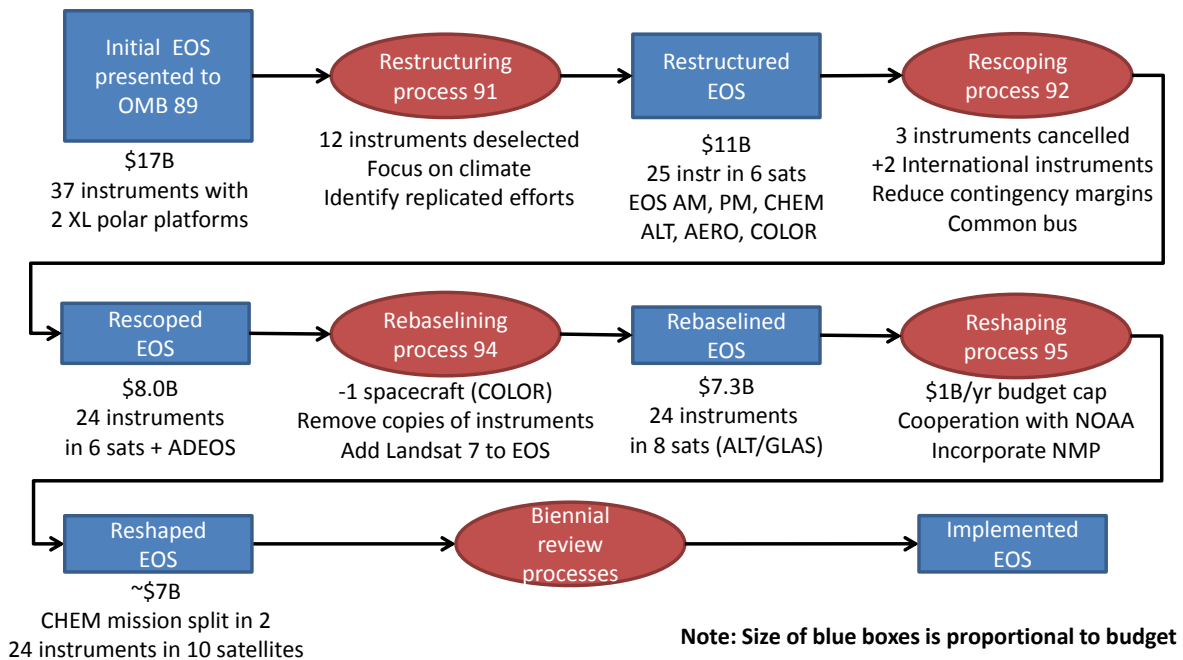 Initial EOS
presented to
OMB 89
$17B
37 instruments with
2 XL polar platforms
Restructuring
process 91
12 instruments deselected
Focus on climate
Identify replicated efforts
Restructured
EOS
$11B
25 instr in 6 sats
EOS AM, PM, CHEM
ALT, AERO, COLOR
Rescoping
process 92
3 instruments cancelled
+2 International instruments
Reduce contingency margins
Common bus
Rescoped
EOS
$8.0B
24 instruments
in 6 sats + ADEOS
Rebaselining
process 94
-1 spacecraft (COLOR)
Remove copies of instruments
Add Landsat 7 to EOS
Rebaselined
EOS
$7.3B
24 instruments
in 8 sats (ALT/GLAS)
Reshaping
process 95
$1B/yr budget cap
Cooperation with NOAA
Incorporate NMP
Reshaped
EOS
~$7B
CHEM mission split in 2
24 instruments in 10 satellites
Biennial
review
processes
Implemented
EOS
Note: Size of blue boxes is proportional to budget